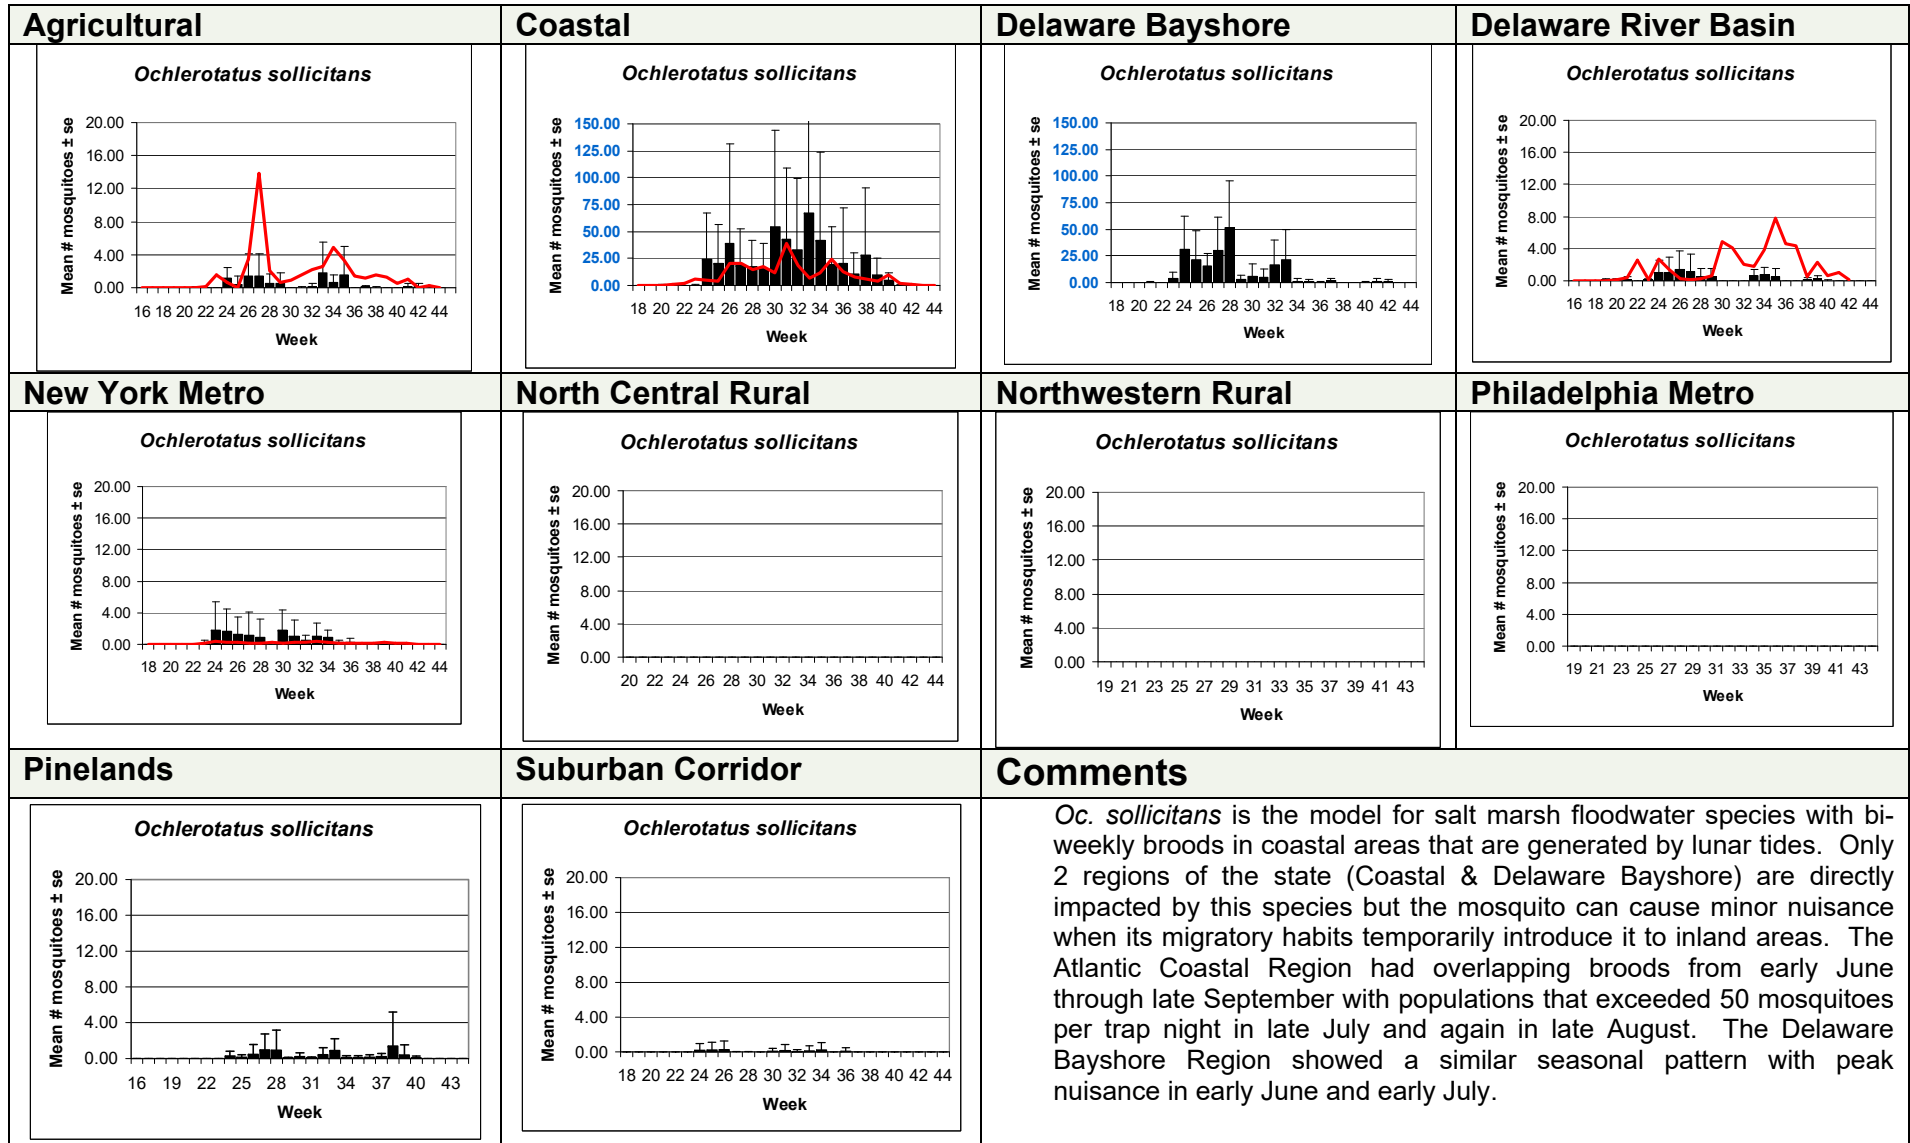 Agricultural
Ochlerotatus sollicitans
Mean # mosquitoes ± se
20.00
16.00
12.00
8.00
4.00
0.00
16 18 20 22 24 26 28 30 32 34 36 38 40 42 44
Week
Coastal
Ochlerotatus sollicitans
Mean # mosquitoes ± se
150.00
125.00
100.00
75.00
50.00
25.00
0.00
18 20 22 24 26 28 30 32 34 36 38 40 42 44
Week
Delaware Bayshore
Ochlerotatus sollicitans
Mean # mosquitoes ± se
150.00
125.00
100.00
75.00
50.00
25.00
0.00
18 20 22 24 26 28 30 32 34 36 38 40 42 44
Week
Delaware River Basin
Ochlerotatus sollicitans
Mean # mosquitoes ± se
20.00
16.00
12.00
8.00
4.00
0.00
16 18 20 22 24 26 28 30 32 34 36 38 40 42 44
Week
New York Metro
Ochlerotatus sollicitans
Mean # mosquitoes ± se
20.00
16.00
12.00
8.00
4.00
0.00
18 20 22 24 26 28 30 32 34 36 38 40 42 44
Week
North Central Rural
Ochlerotatus sollicitans
Mean # mosquitoes ± se
20.00
16.00
12.00
8.00
4.00
0.00
20 22 24 26 28 30 32 34 36 38 40 42 44
Week
Northwestern Rural
Ochlerotatus sollicitans
Mean # mosquitoes ± se
20.00
16.00
12.00
8.00
4.00
0.00
19 21 23 25 27 29 31 33 35 37 39 41 43
Week
Philadelphia Metro
Ochlerotatus sollicitans
Mean # mosquitoes ± se
20.00
16.00
12.00
8.00
4.00
0.00
19 21 23 25 27 29 31 33 35 37 39 41 43
Week
Pinelands
Ochlerotatus sollicitans
Mean # mosquitoes ± se
20.00
16.00
12.00
8.00
4.00
0.00
16 19 22 25 28 31 34 37 40 43
Week
Suburban Corridor
Ochlerotatus sollicitans
Mean # mosquitoes ± se
20.00
16.00
12.00
8.00
4.00
0.00
18 20 22 24 26 28 30 32 34 36 38 40 42 44
Week
Comments
Oc. sollicitans is the model for salt marsh floodwater species with bi-
weekly broods in coastal areas that are generated by lunar tides. Only
2 regions of the state (Coastal & Delaware Bayshore) are directly
impacted by this species but the mosquito can cause minor nuisance
when its migratory habits temporarily introduce it to inland areas. The
Atlantic Coastal Region had overlapping broods from early June
through late September with populations that exceeded 50 mosquitoes
per trap night in late July and again in late August. The Delaware
Bayshore Region showed a similar seasonal pattern with peak
nuisance in early June and early July.